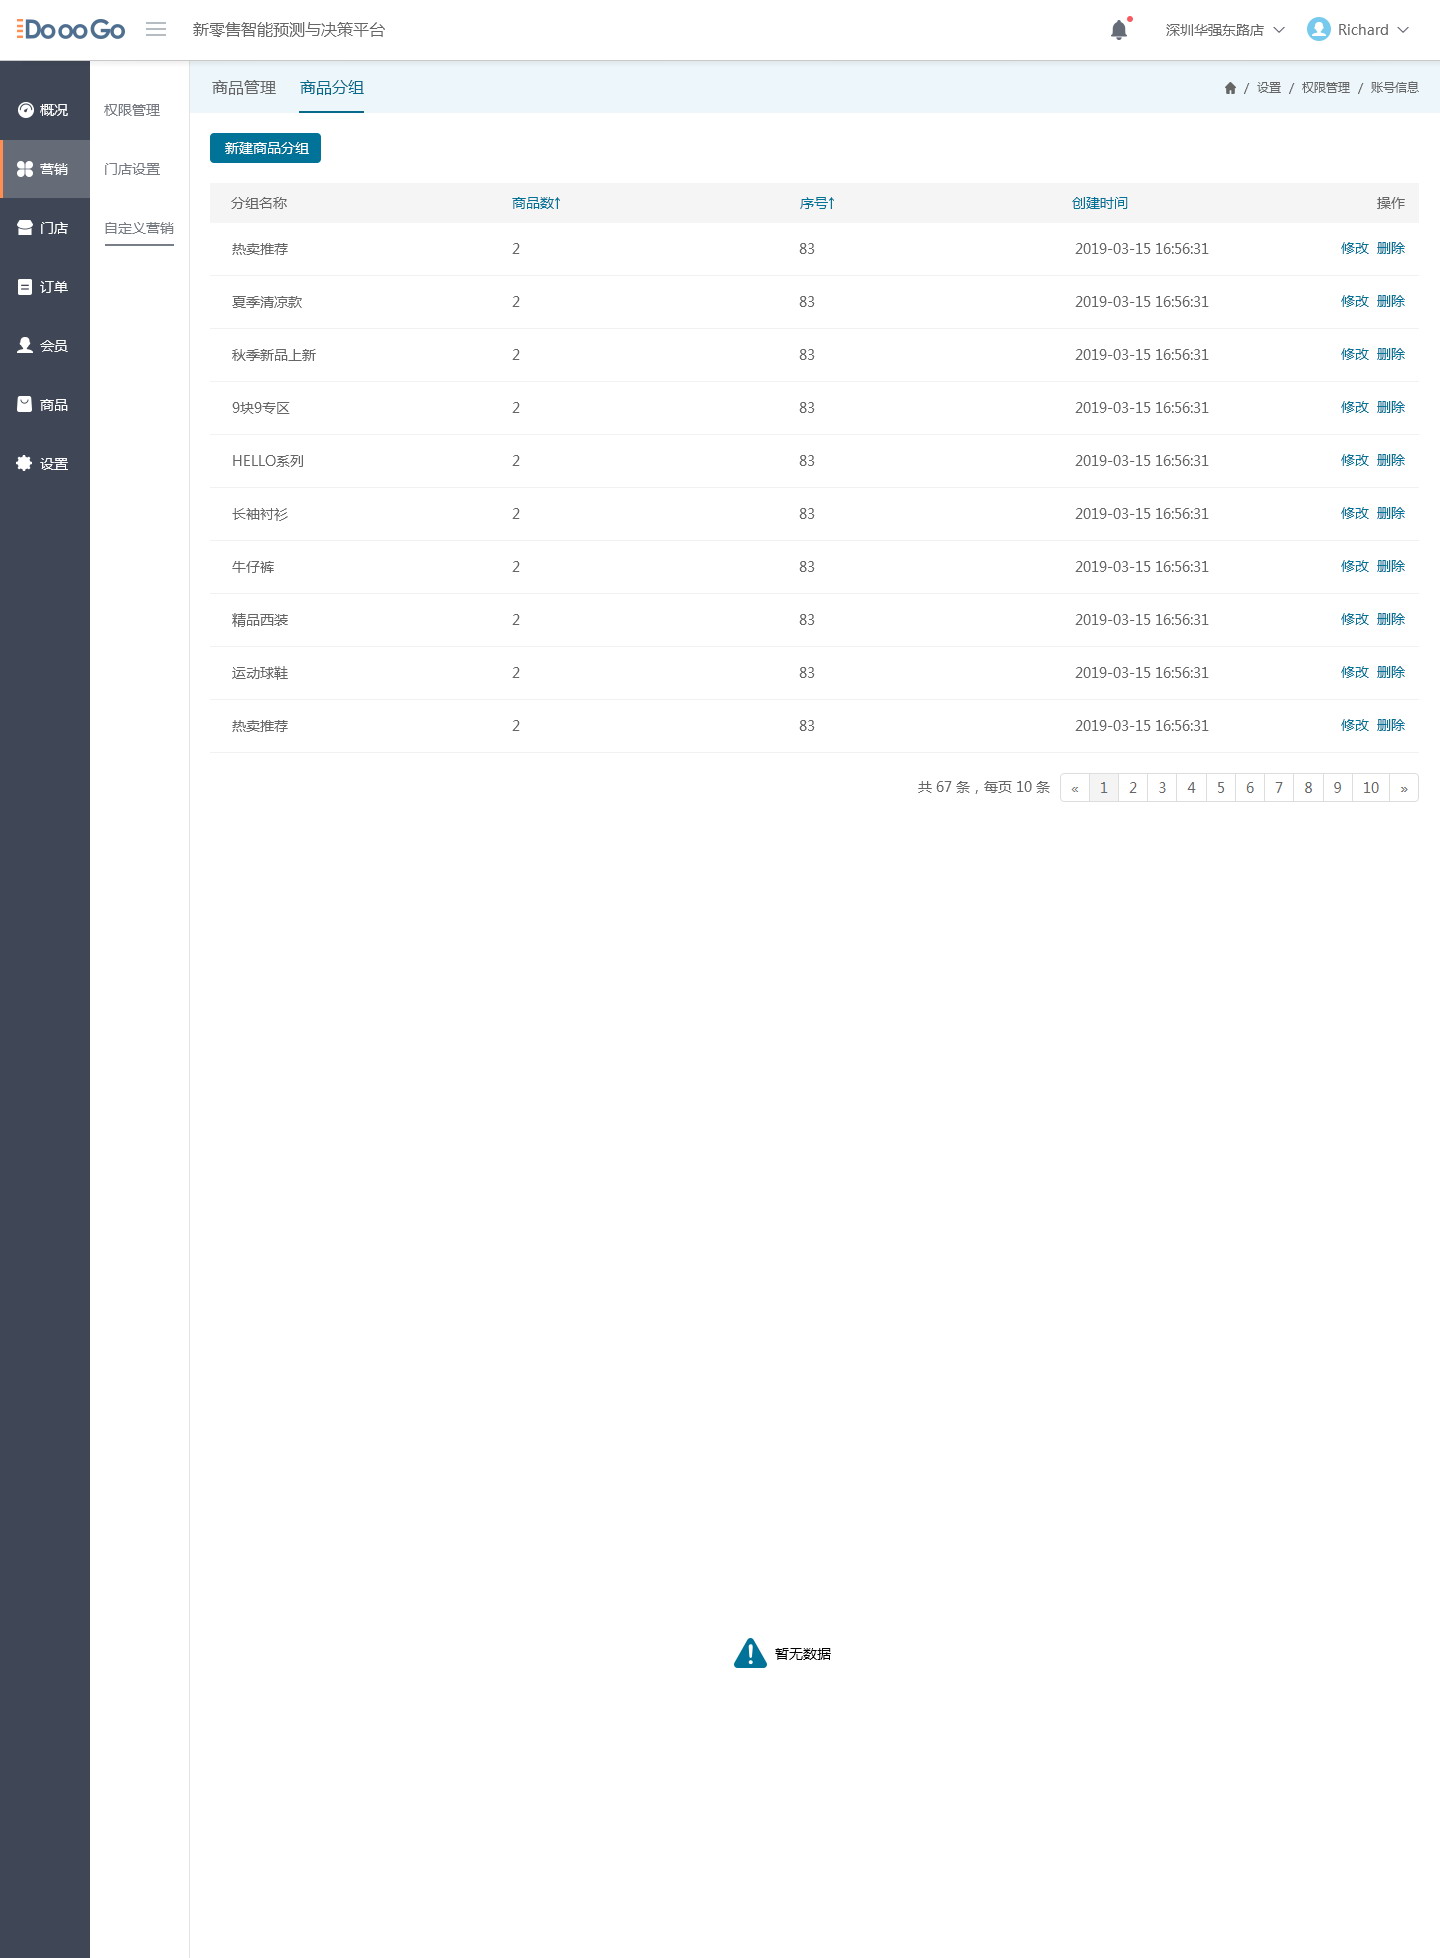 DoooGo
新零售智能预测与决策平台
深圳华强东路店
Richard
概况
营销
门店
订单
会员
商品
设置
权限管理
门店设置
自定义营销
商品管理 商品分组
/ 设置 / 权限管理 / 账号信息
新建商品分组
分组名称 商品数↑ 序号↑ 创建时间 操作
热卖推荐 2 83 2019-03-15 16:56:31 修改 删除
夏季清凉款 2 83 2019-03-15 16:56:31 修改 删除
秋季新品上新 2 83 2019-03-15 16:56:31 修改 删除
9块9专区 2 83 2019-03-15 16:56:31 修改 删除
HELLO系列 2 83 2019-03-15 16:56:31 修改 删除
长袖衬衫 2 83 2019-03-15 16:56:31 修改 删除
牛仔裤 2 83 2019-03-15 16:56:31 修改 删除
精品西装 2 83 2019-03-15 16:56:31 修改 删除
运动球鞋 2 83 2019-03-15 16:56:31 修改 删除
热卖推荐 2 83 2019-03-15 16:56:31 修改 删除
共 67 条，每页 10 条 « 1 2 3 4 5 6 7 8 9 10 »
暂无数据